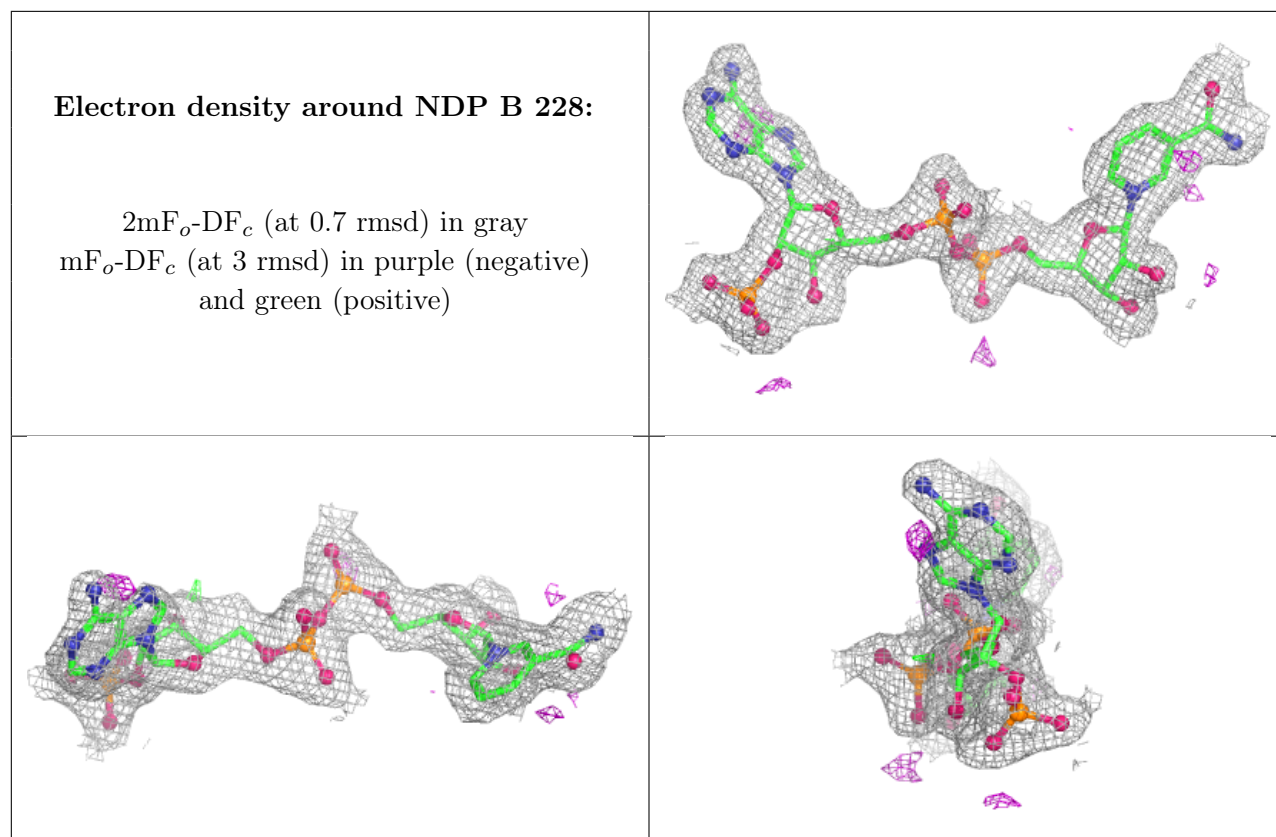 Electron density around NDP B 228:
2mFo-DFc (at 0.7 rmsd) in gray
mFo-DFc (at 3 rmsd) in purple (negative)
and green (positive)